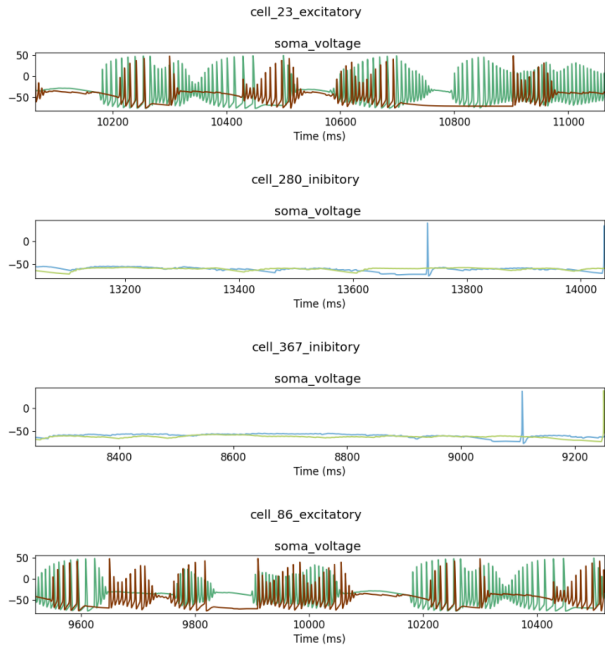 cell_23_excitatory
soma_voltage
50
0
−50
10200 10400 10600 10800 11000
Time (ms)
cell_280_inibitory
soma_voltage
0
−50
13200 13400 13600 13800 14000
Time (ms)
cell_367_inibitory
soma_voltage
0
−50
8400 8600 8800 9000 9200
Time (ms)
cell_86_excitatory
soma_voltage
50
0
−50
9600 9800 10000 10200 10400
Time (ms)